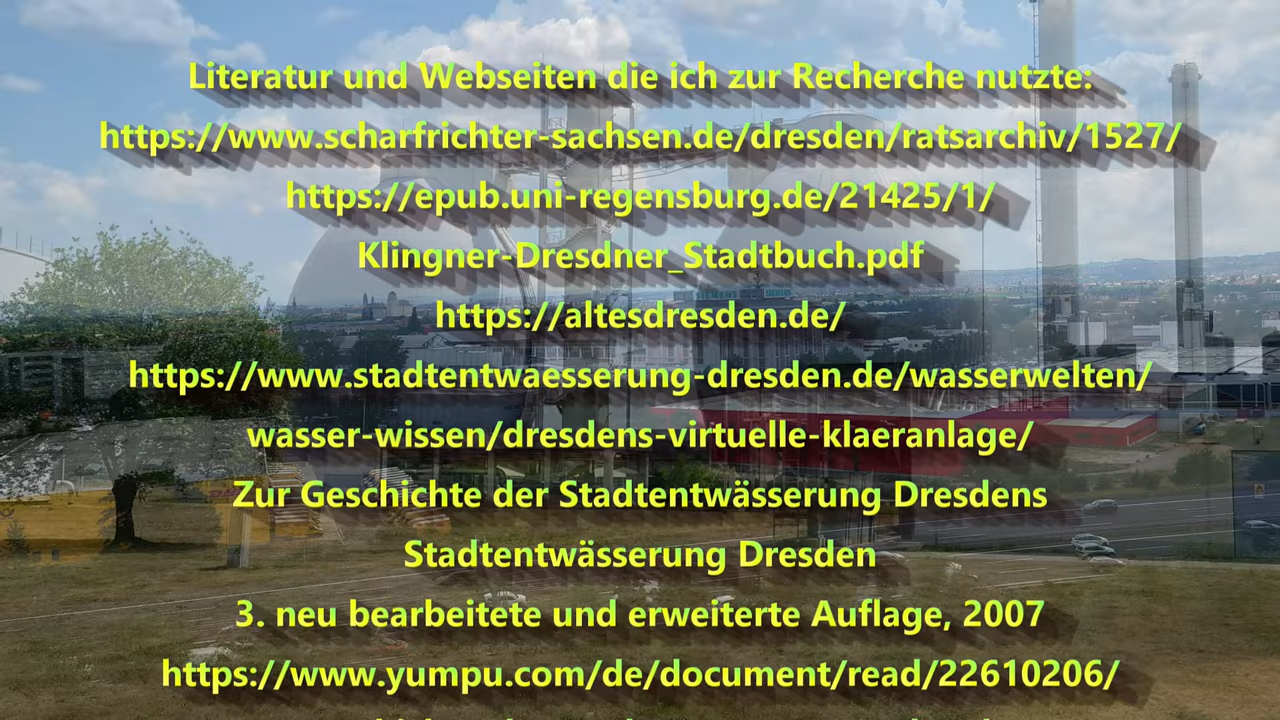 Literatur und Webseiten die ich zur Recherche nutzte:
https://www.scharfrichter-sachsen.de/dresden/ratsarchiv/1527/
https://epub.uni-regensburg.de/21425/1/
Klingner-Dresdner_Stadtbuch.pdf
https://altesdresden.de/
https://www.stadtentwaesserung-dresden.de/wasserwelten/
wasser-wissen/dresdens-virtuelle-klaeranlage/
Zur Geschichte der Stadtentwässerung Dresdens
Stadtentwässerung Dresden
3. neu bearbeitete und erweiterte Auflage, 2007
https://www.yumpu.com/de/document/read/22610206/